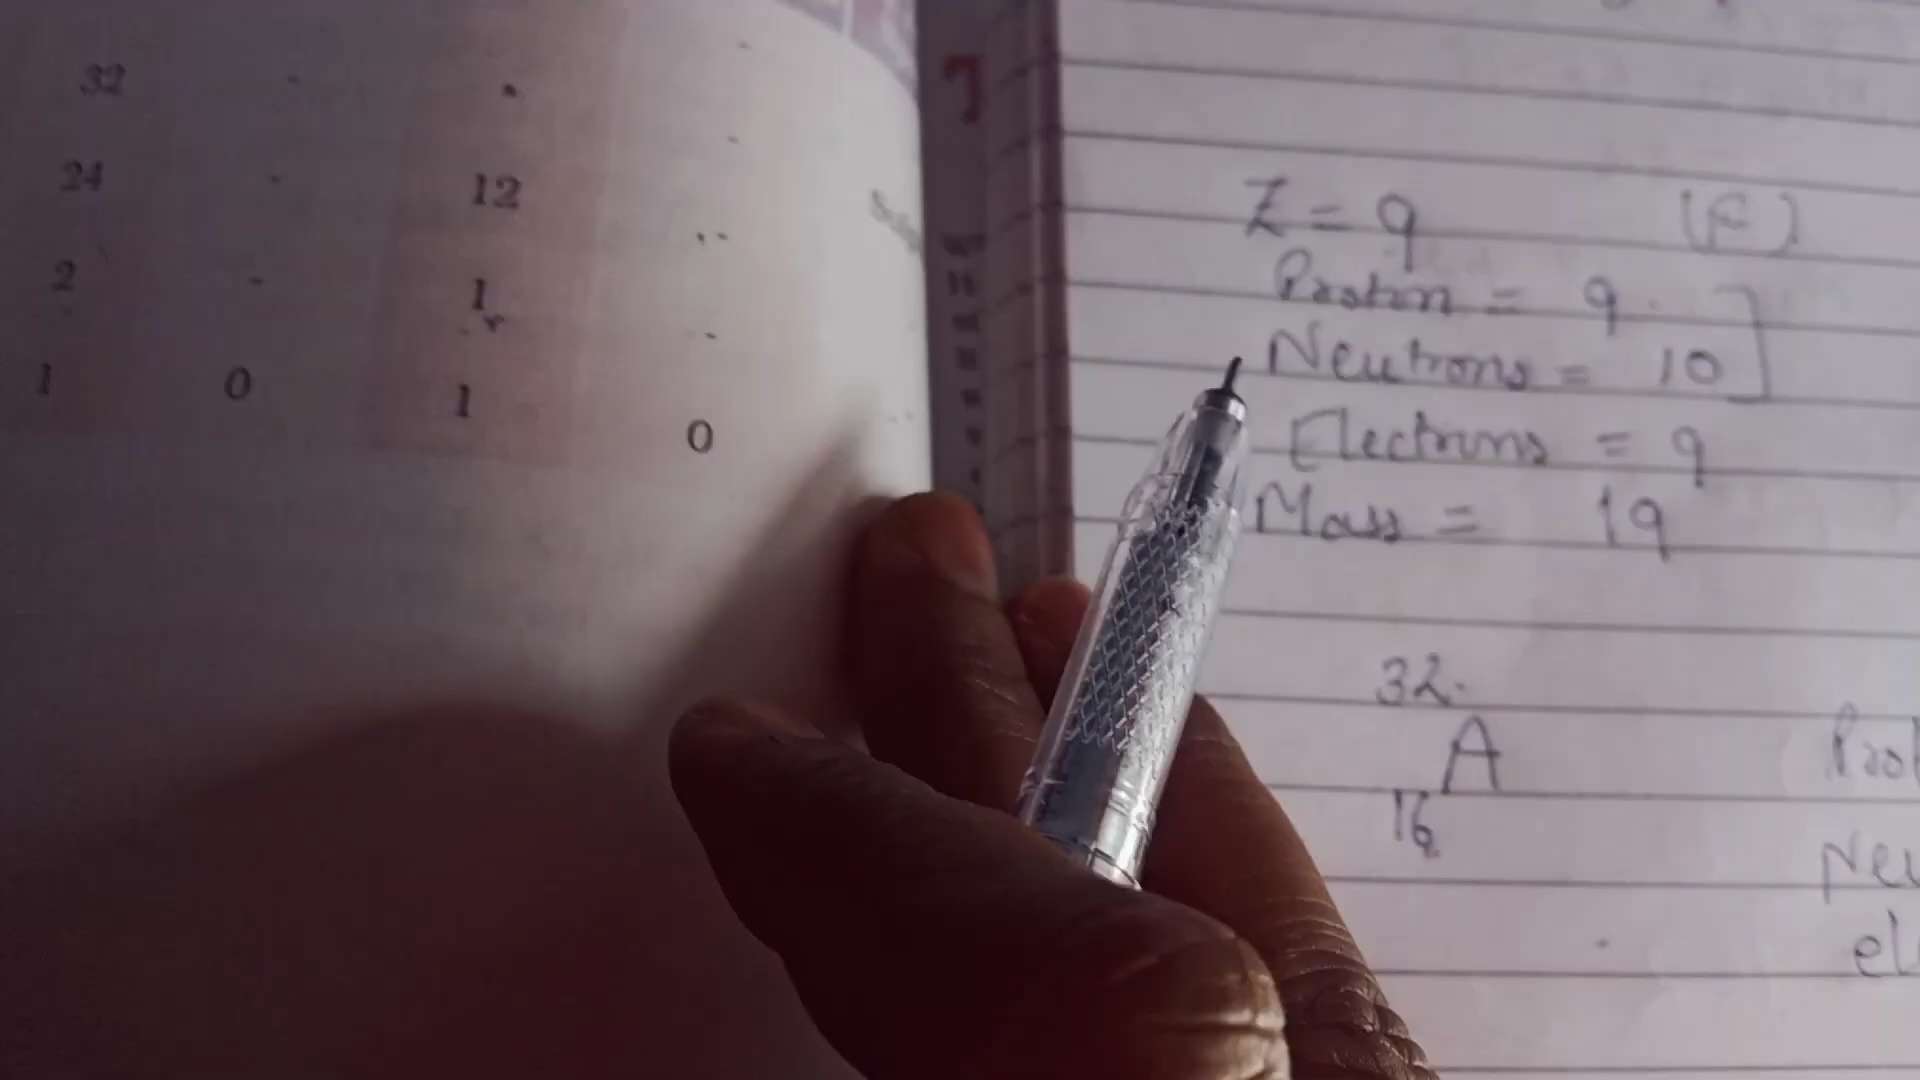 32 -
24 - 12
2 - 1
1 0 1 0
Z = 9 (F)
Proton = 9
Neutrons = 10
Electrons = 9
Mass = 19
32
A
16